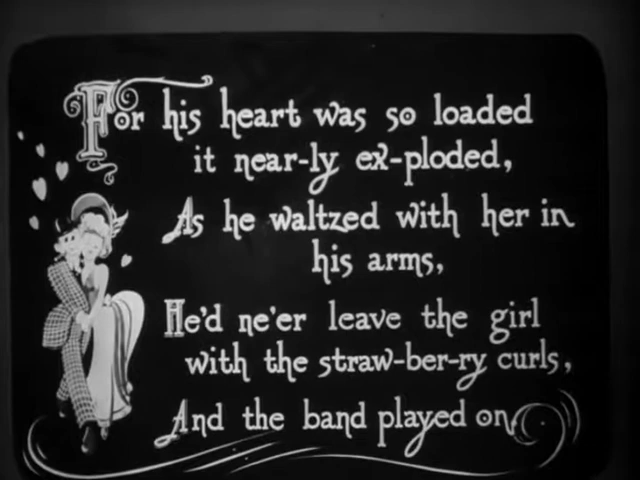 For his heart was so loaded
it near-ly ex-ploded,
As he waltzed with her in
his arms,
He'd ne'er leave the girl
with the straw-ber-ry curls,
And the band played on.